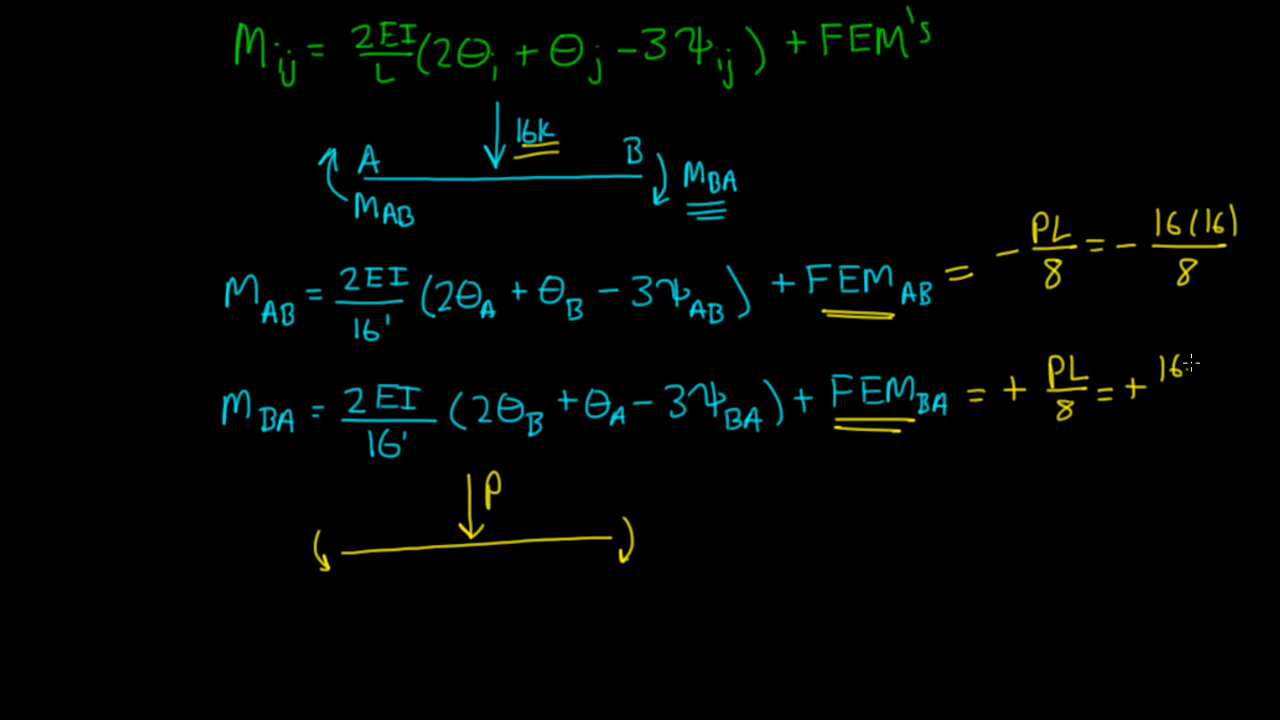 Mij = 2EI/L (2θi + θj - 3ψij) + FEM's
16K
A B
MAB MBA
MAB = 2EI/16' (2θA + θB - 3ψAB) + FEMAB = - PL/8 = - 16(16)/8
MBA = 2EI/16' (2θB + θA - 3ψBA) + FEMBA = + PL/8 = + 16
P